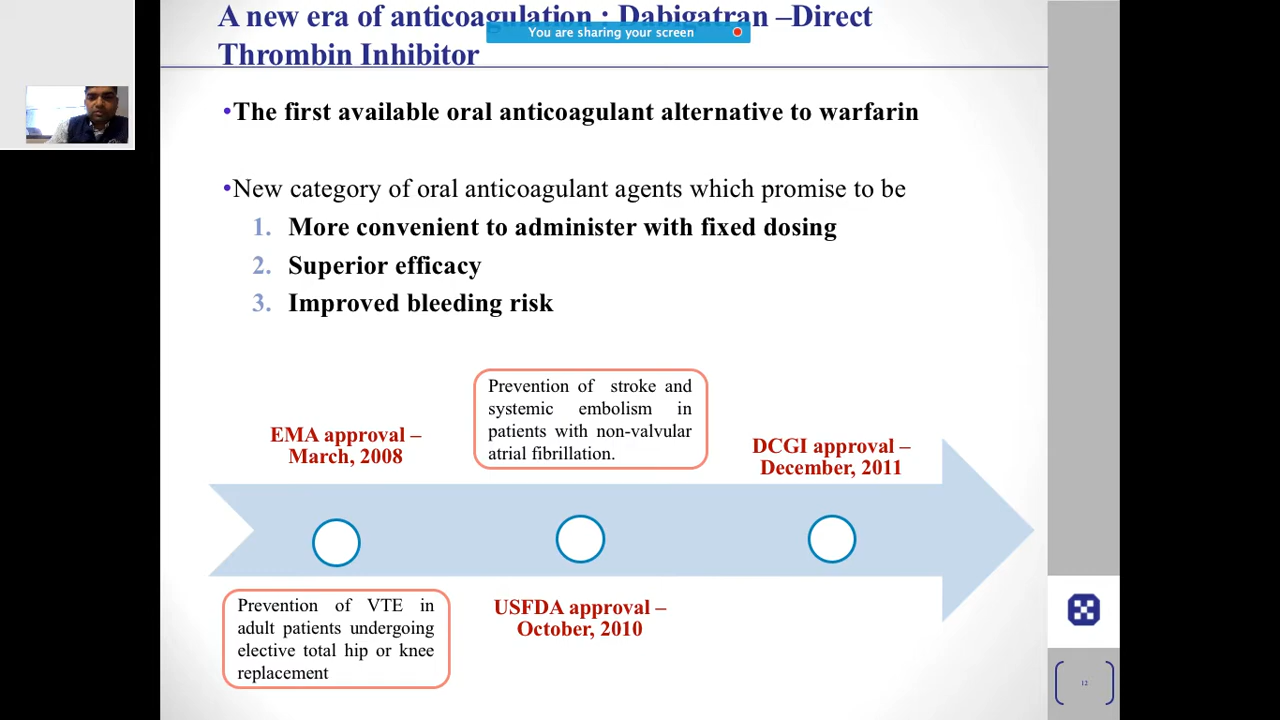 A new era of anticoagulation : Dabigatran –Direct
You are sharing your screen
Thrombin Inhibitor
•The first available oral anticoagulant alternative to warfarin
•New category of oral anticoagulant agents which promise to be
1. More convenient to administer with fixed dosing
2. Superior efficacy
3. Improved bleeding risk
EMA approval –
March, 2008
Prevention of stroke and
systemic embolism in
patients with non-valvular
atrial fibrillation.
DCGI approval –
December, 2011
Prevention of VTE in
adult patients undergoing
elective total hip or knee
replacement
USFDA approval –
October, 2010
12